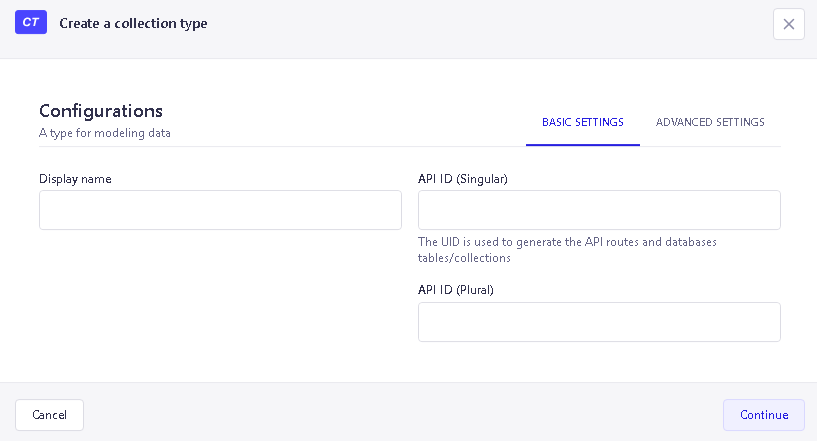 CT Create a collection type
Configurations
A type for modeling data
BASIC SETTINGS ADVANCED SETTINGS
Display name
API ID (Singular)
The UID is used to generate the API routes and databases
tables/collections
API ID (Plural)
Cancel Continue